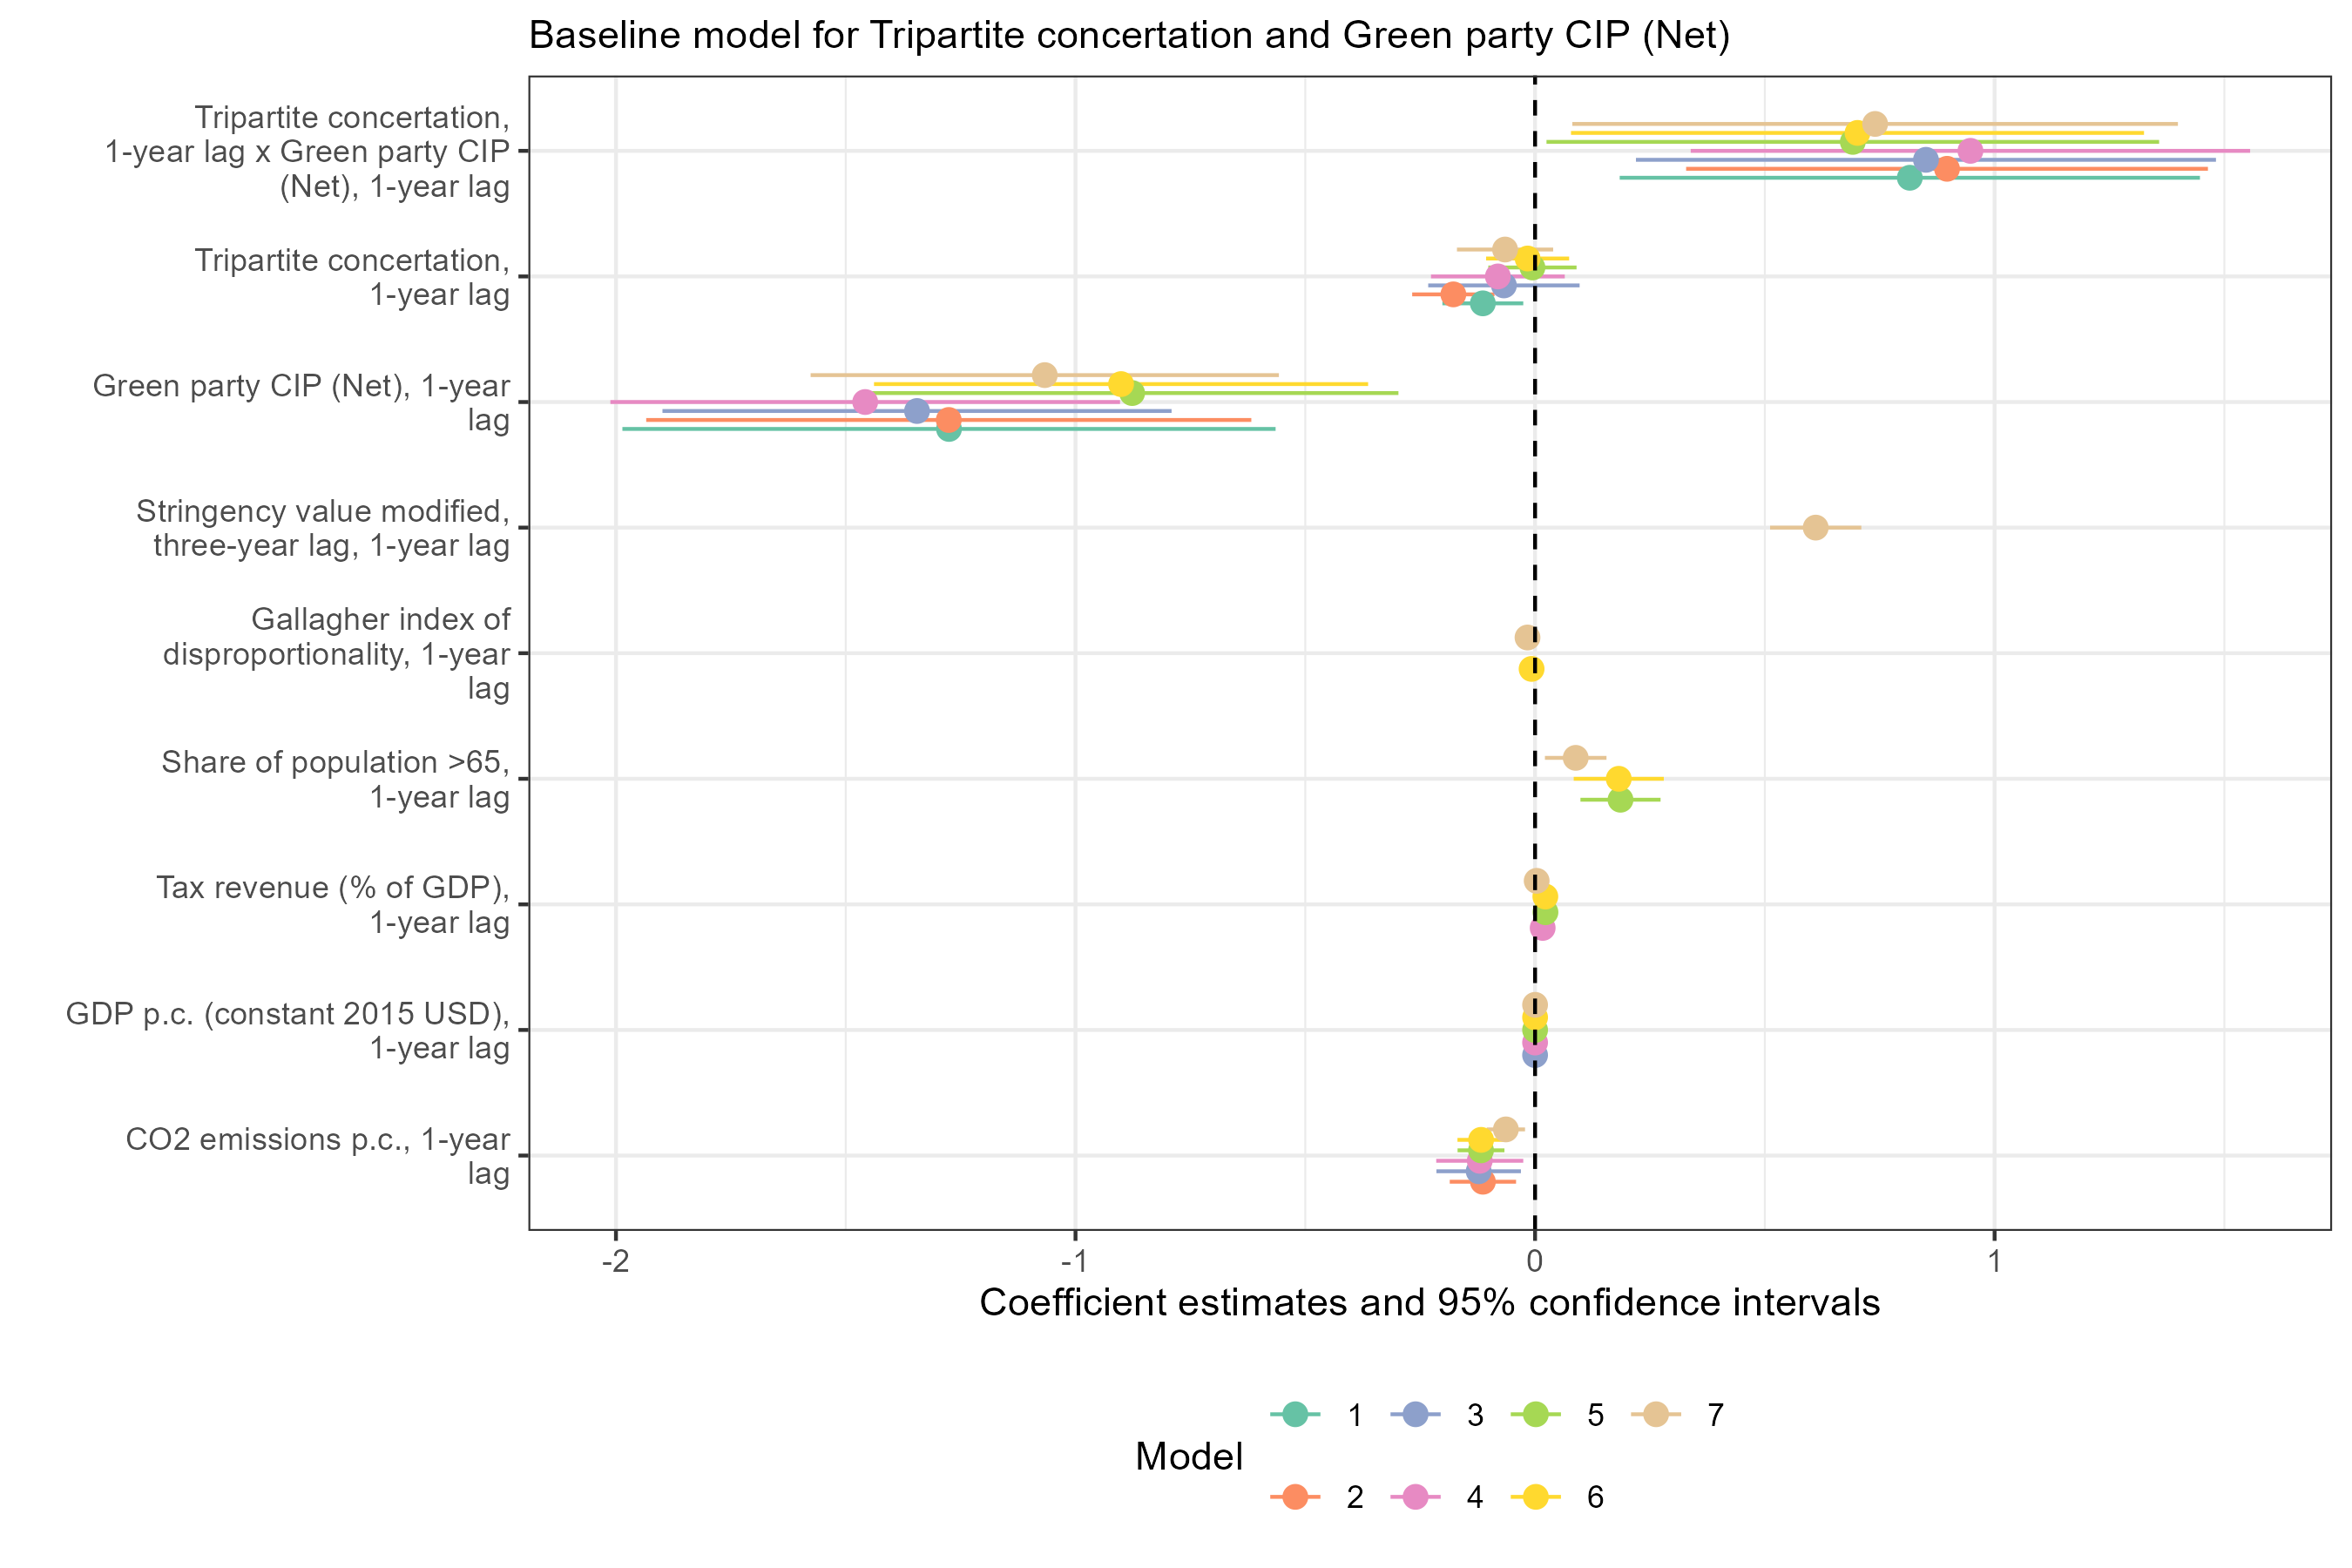 Baseline model for Tripartite concertation and Green party CIP (Net)
Tripartite concertation,
1-year lag x Green party CIP
(Net), 1-year lag
Tripartite concertation,
1-year lag
Green party CIP (Net), 1-year
lag
Stringency value modified,
three-year lag, 1-year lag
Gallagher index of
disproportionality, 1-year
lag
Share of population >65,
1-year lag
Tax revenue (% of GDP),
1-year lag
GDP p.c. (constant 2015 USD),
1-year lag
CO2 emissions p.c., 1-year
lag
-2 -1 0 1
Coefficient estimates and 95% confidence intervals
Model
1 3 5 7
2 4 6